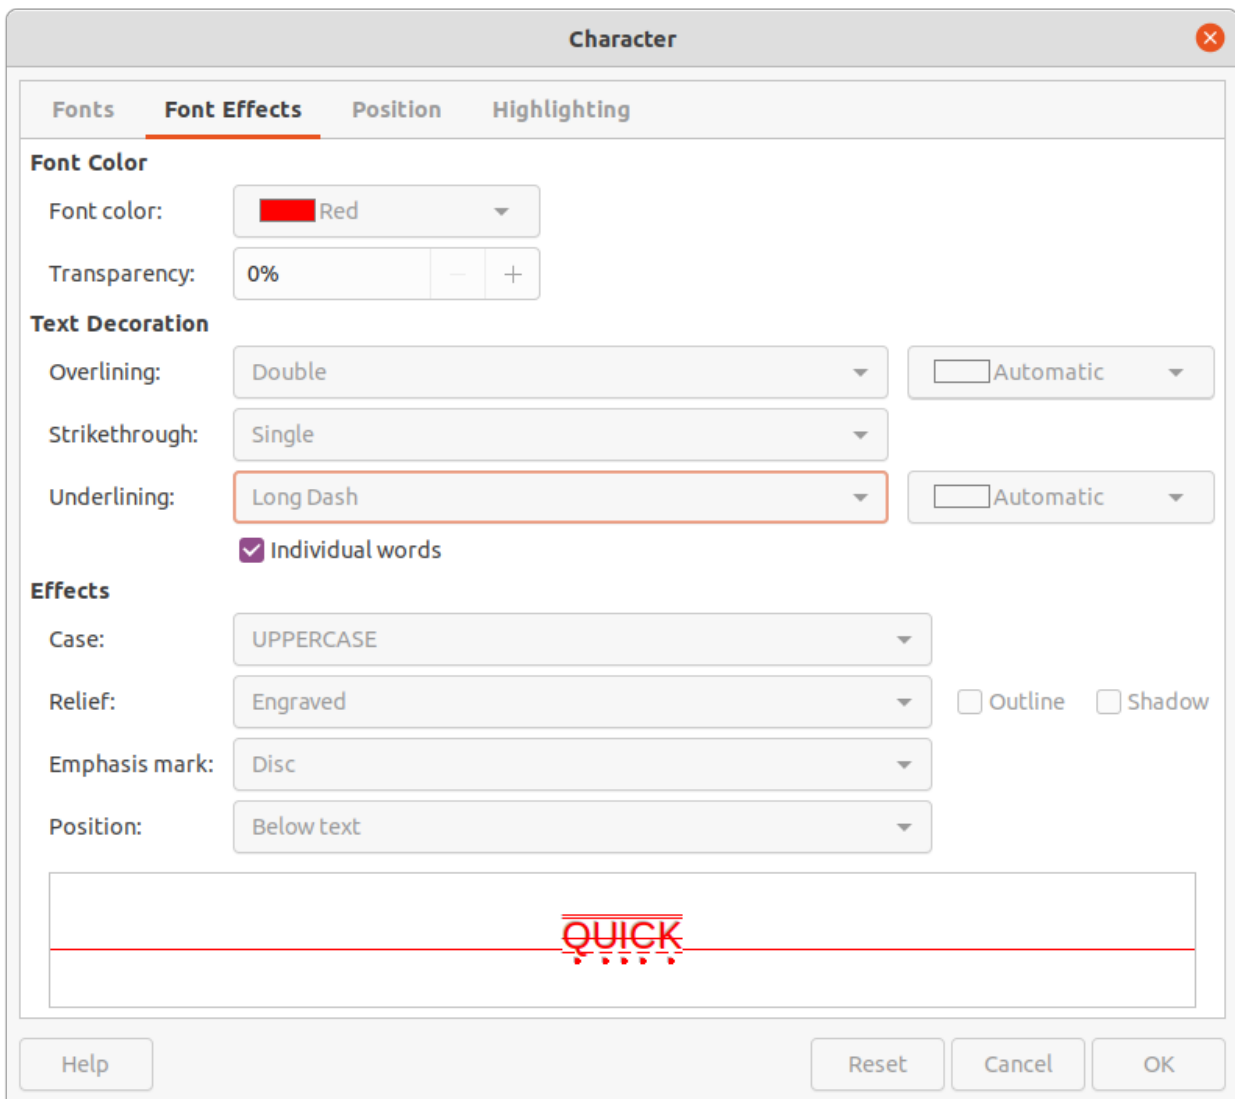 Character
Fonts Font Effects Position Highlighting
Font Color
Font color: Red
Transparency: 0%
Text Decoration
Overlining: Double Automatic
Strikethrough: Single
Underlining: Long Dash Automatic
Individual words
Effects
Case: UPPERCASE
Relief: Engraved Outline Shadow
Emphasis mark: Disc
Position: Below text
QUICK
Help Reset Cancel OK